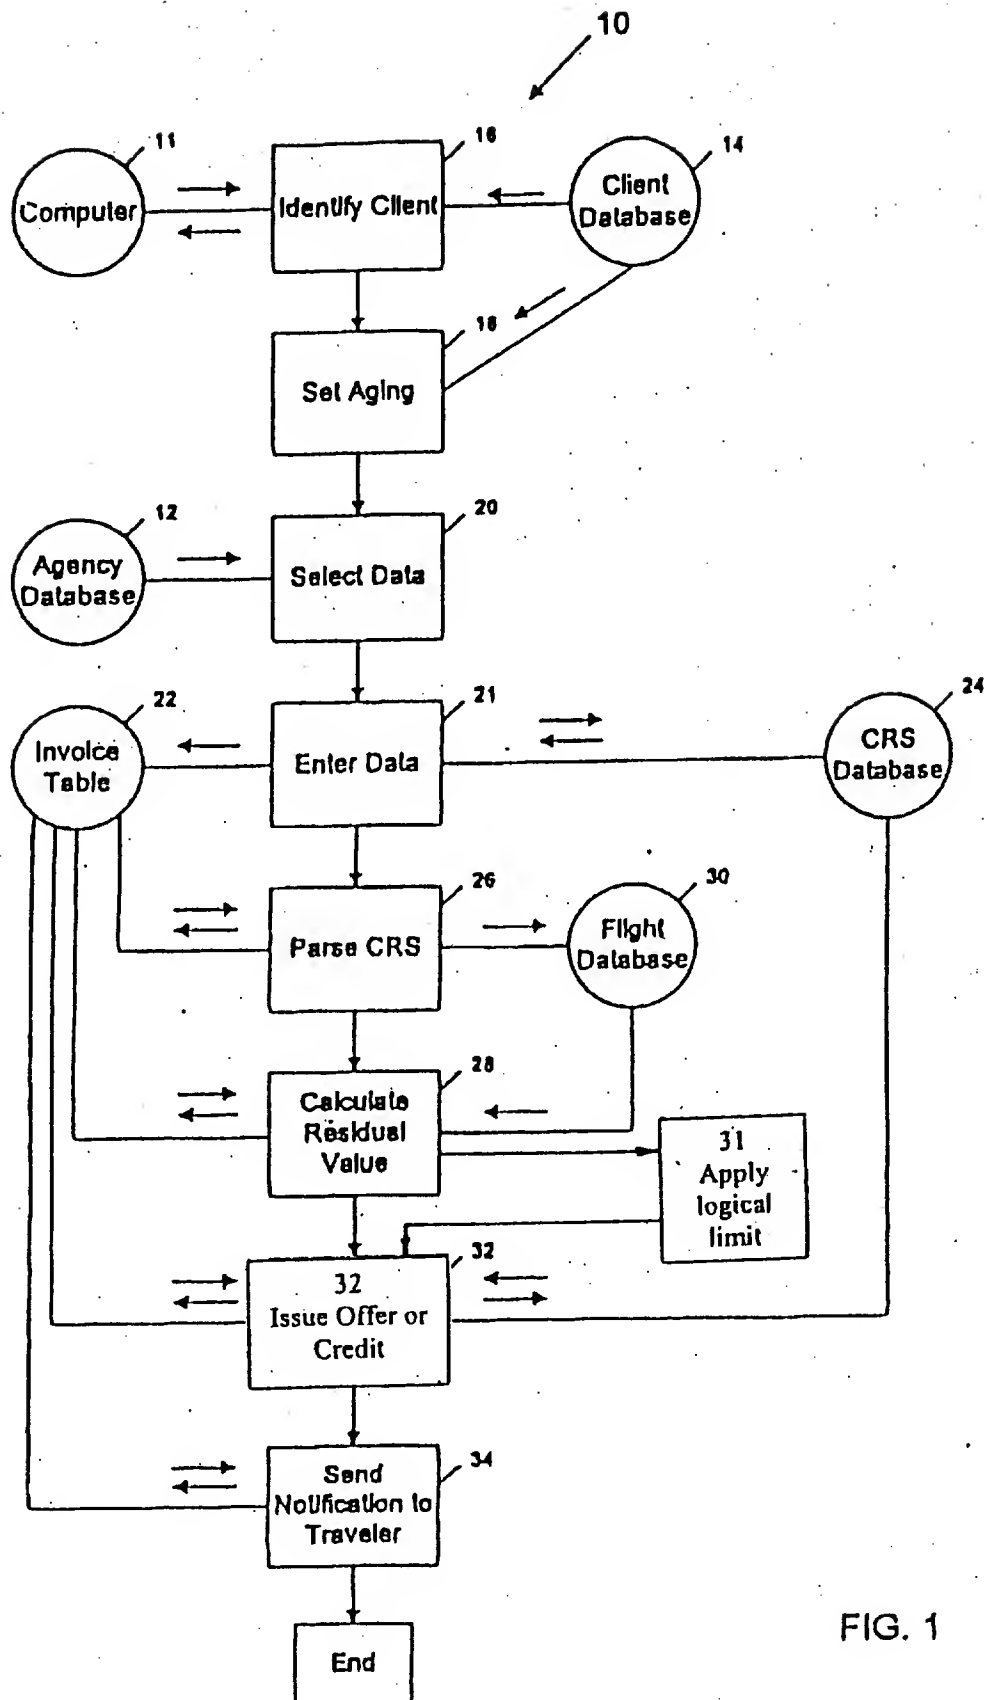 10
11
16
14
Computer
Identify Client
Client
Database
18
Set Aging
12
20
Agency
Database
Select Data
22
21
24
Invoice
Table
Enter Data
CRS
Database
26
30
Parse CRS
Flight
Database
28
Calculate
Residual
Value
31
Apply
logical
limit
32
32
Issue Offer or
Credit
34
Send
Notification to
Traveler
End
FIG. 1